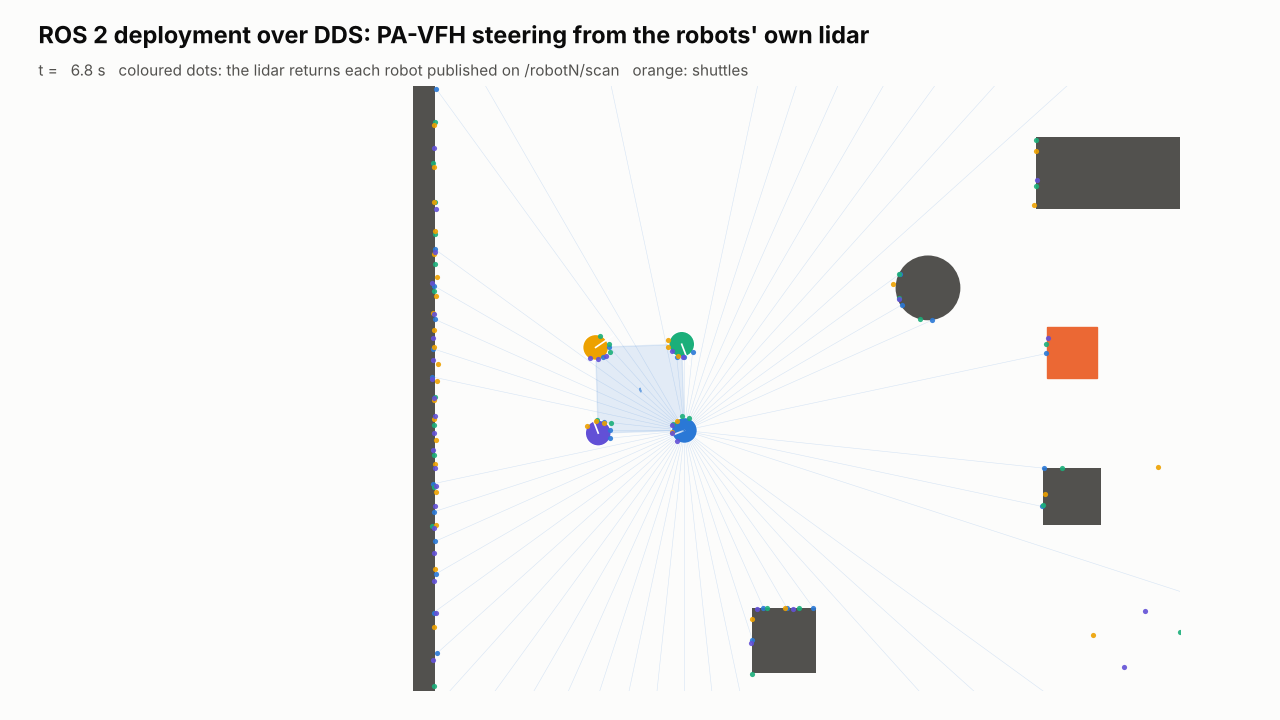 ROS 2 deployment over DDS: PA-VFH steering from the robots' own lidar
t = 6.8 s coloured dots: the lidar returns each robot published on /robotN/scan orange: shuttles